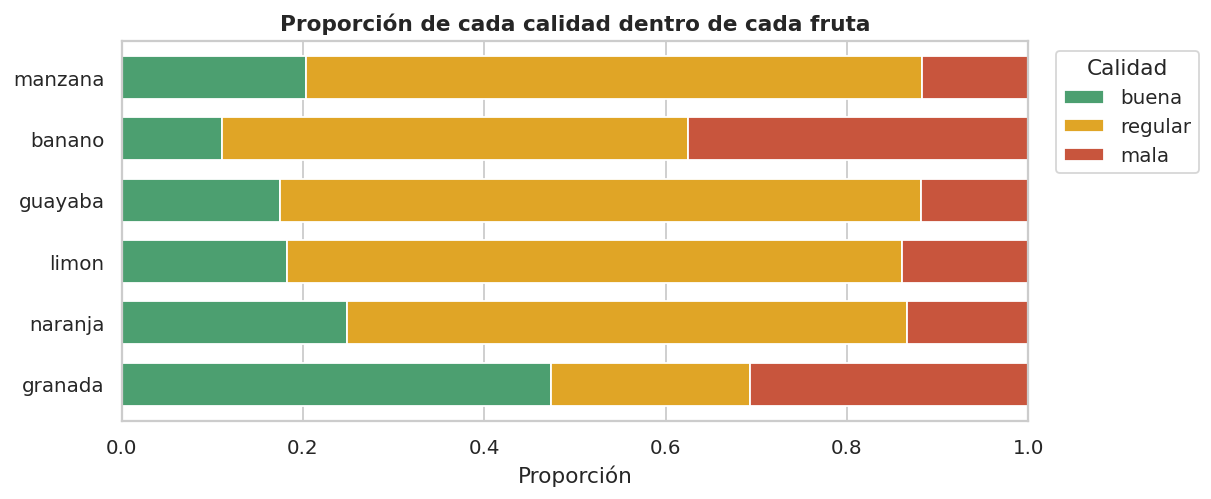 Proporción de cada calidad dentro de cada fruta
manzana
banano
guayaba
limon
naranja
granada
0.0 0.2 0.4 0.6 0.8 1.0
Proporción
Calidad
buena
regular
mala